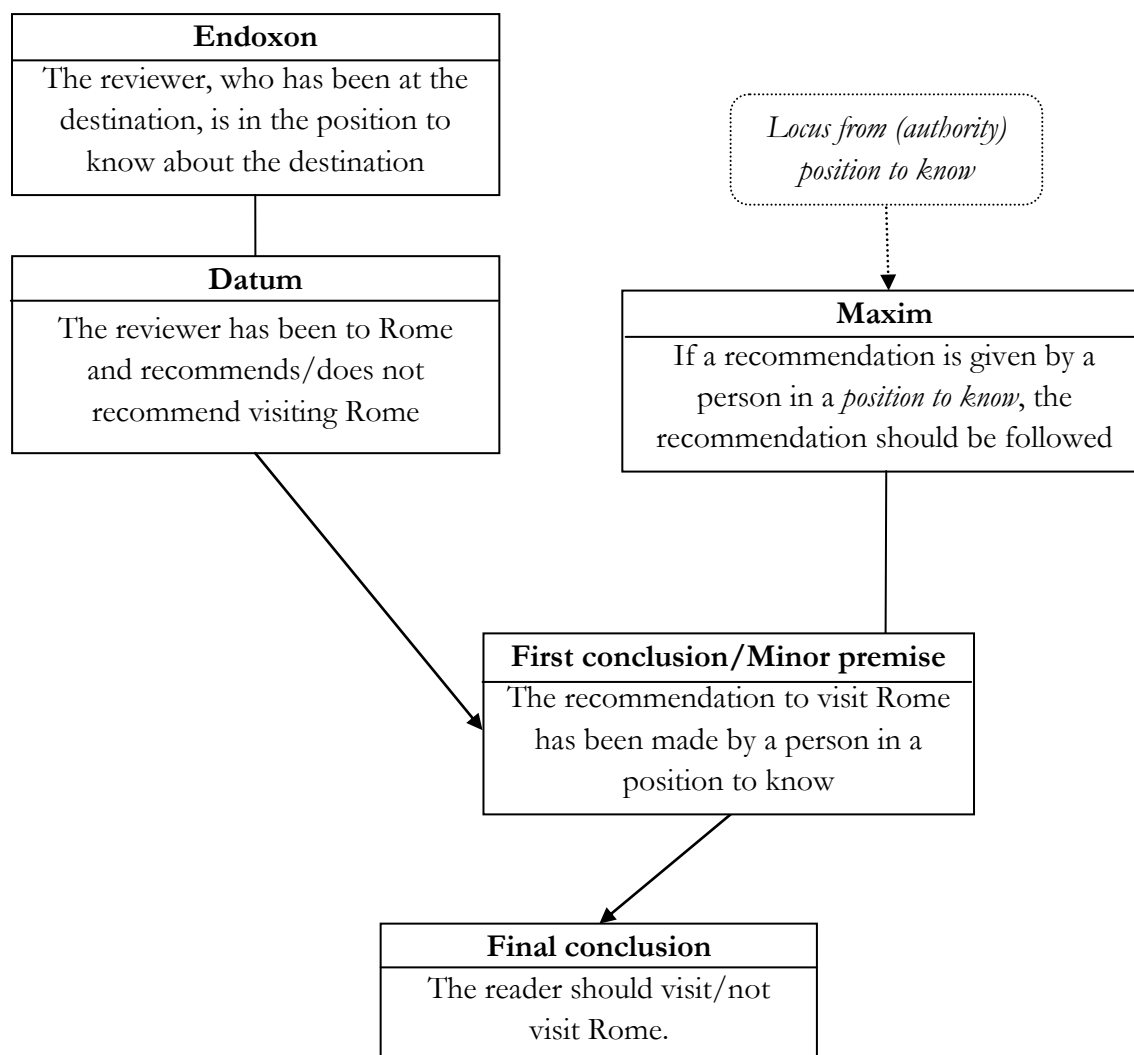 Endoxon
The reviewer, who has been at the
destination, is in the position to
know about the destination
Locus from (authority)
position to know
Datum
The reviewer has been to Rome
and recommends/does not
recommend visiting Rome
Maxim
If a recommendation is given by a
person in a position to know, the
recommendation should be followed
First conclusion/Minor premise
The recommendation to visit Rome
has been made by a person in a
position to know
Final conclusion
The reader should visit/not
visit Rome.